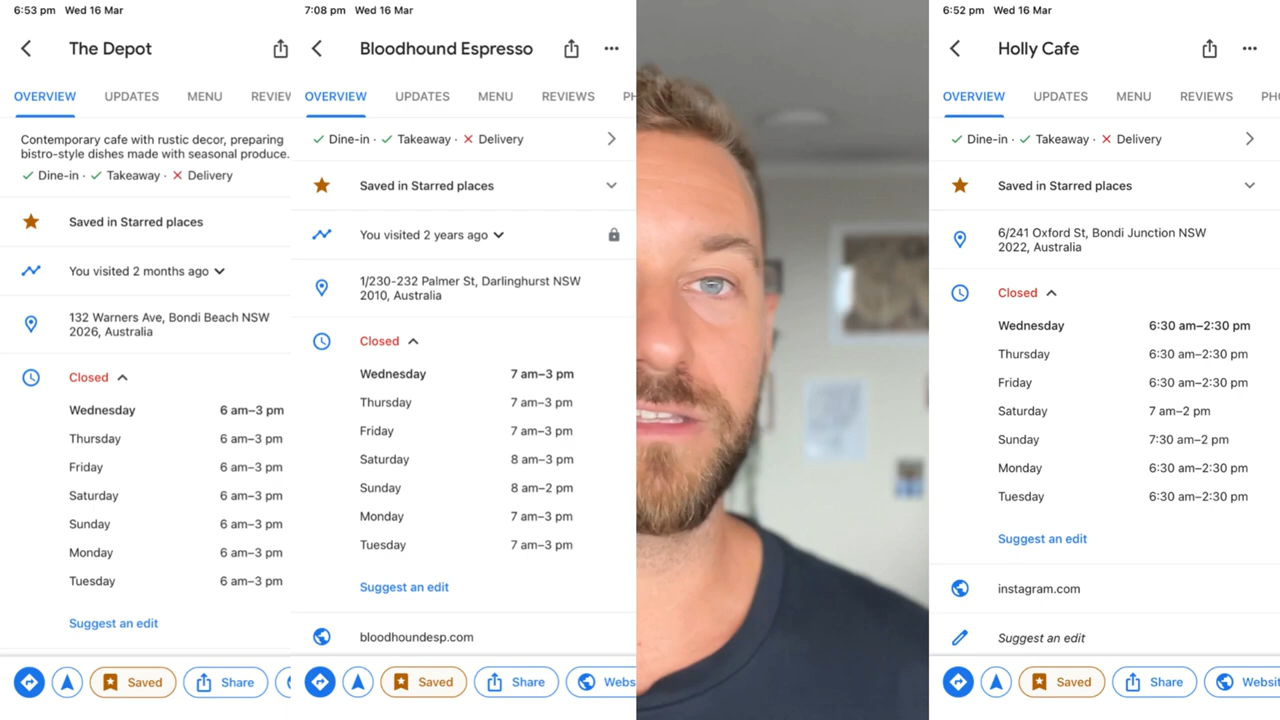 6:53 pm Wed 16 Mar
The Depot
OVERVIEW UPDATES MENU
Contemporary cafe with rustic decor, preparing
bistro-style dishes made with seasonal produce.
Dine-in · Takeaway · Delivery
Saved in Starred places
You visited 2 months ago
132 Warners Ave, Bondi Beach NSW
2026, Australia
Closed
Wednesday 6 am–3 pm
Thursday 6 am–3 pm
Friday 6 am–3 pm
Saturday 6 am–3 pm
Sunday 6 am–3 pm
Monday 6 am–3 pm
Tuesday 6 am–3 pm
Suggest an edit
Saved Share
7:08 pm Wed 16 Mar
Bloodhound Espresso
OVERVIEW UPDATES MENU REVIEWS
Dine-in · Takeaway · Delivery
Saved in Starred places
You visited 2 years ago
1/230-232 Palmer St, Darlinghurst NSW
2010, Australia
Closed
Wednesday 7 am–3 pm
Thursday 7 am–3 pm
Friday 7 am–3 pm
Saturday 8 am–3 pm
Sunday 8 am–2 pm
Monday 7 am–3 pm
Tuesday 7 am–3 pm
Suggest an edit
bloodhoundesp.com
Saved Share
6:52 pm Wed 16 Mar
Holly Cafe
OVERVIEW UPDATES MENU REVIEWS
Dine-in · Takeaway · Delivery
Saved in Starred places
6/241 Oxford St, Bondi Junction NSW
2022, Australia
Closed
Wednesday 6:30 am–2:30 pm
Thursday 6:30 am–2:30 pm
Friday 6:30 am–2:30 pm
Saturday 7 am–2 pm
Sunday 7:30 am–2 pm
Monday 6:30 am–2:30 pm
Tuesday 6:30 am–2:30 pm
Suggest an edit
instagram.com
Suggest an edit
Saved Share